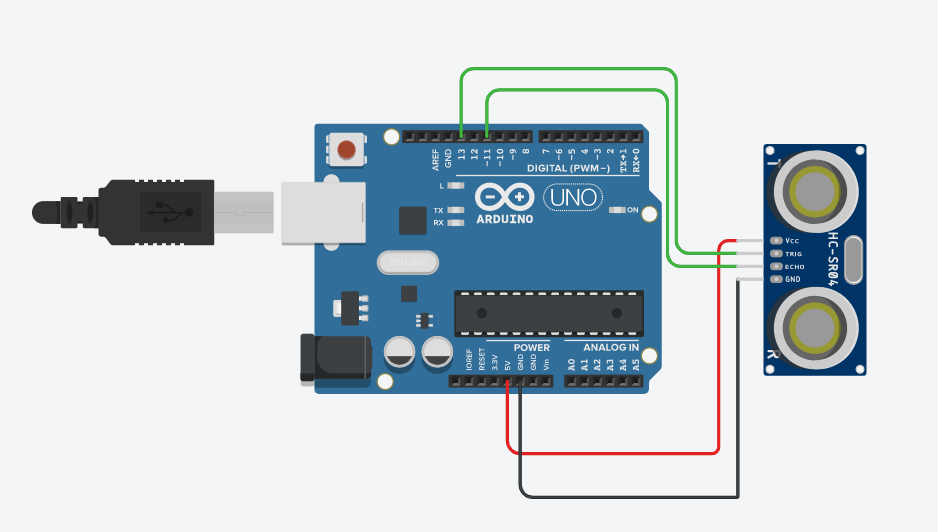 AREF
GND
13
12
~11
~10
~9
8
7
~6
~5
4
~3
2
TX→1
RX←0
DIGITAL (PWM~)
L
TX
RX
ARDUINO
UNO
ON
T
VCC
TRIG
ECHO
GND
HC-SR04
R
POWER
ANALOG IN
IOREF
RESET
3.3V
5V
GND
GND
Vin
A0
A1
A2
A3
A4
A5